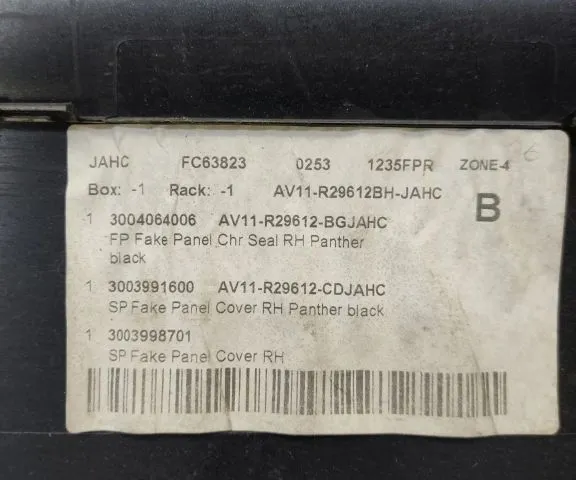 JAHC FC63823 0253 1235FPR ZONE-4 6
Box: -1 Rack: -1 AV11-R29612BH-JAHC
B
1 3004064006 AV11-R29612-BGJAHC
FP Fake Panel Chr Seal RH Panther
black
1 3003991600 AV11-R29612-CDJAHC
SP Fake Panel Cover RH Panther black
1 3003998701
SP Fake Panel Cover RH